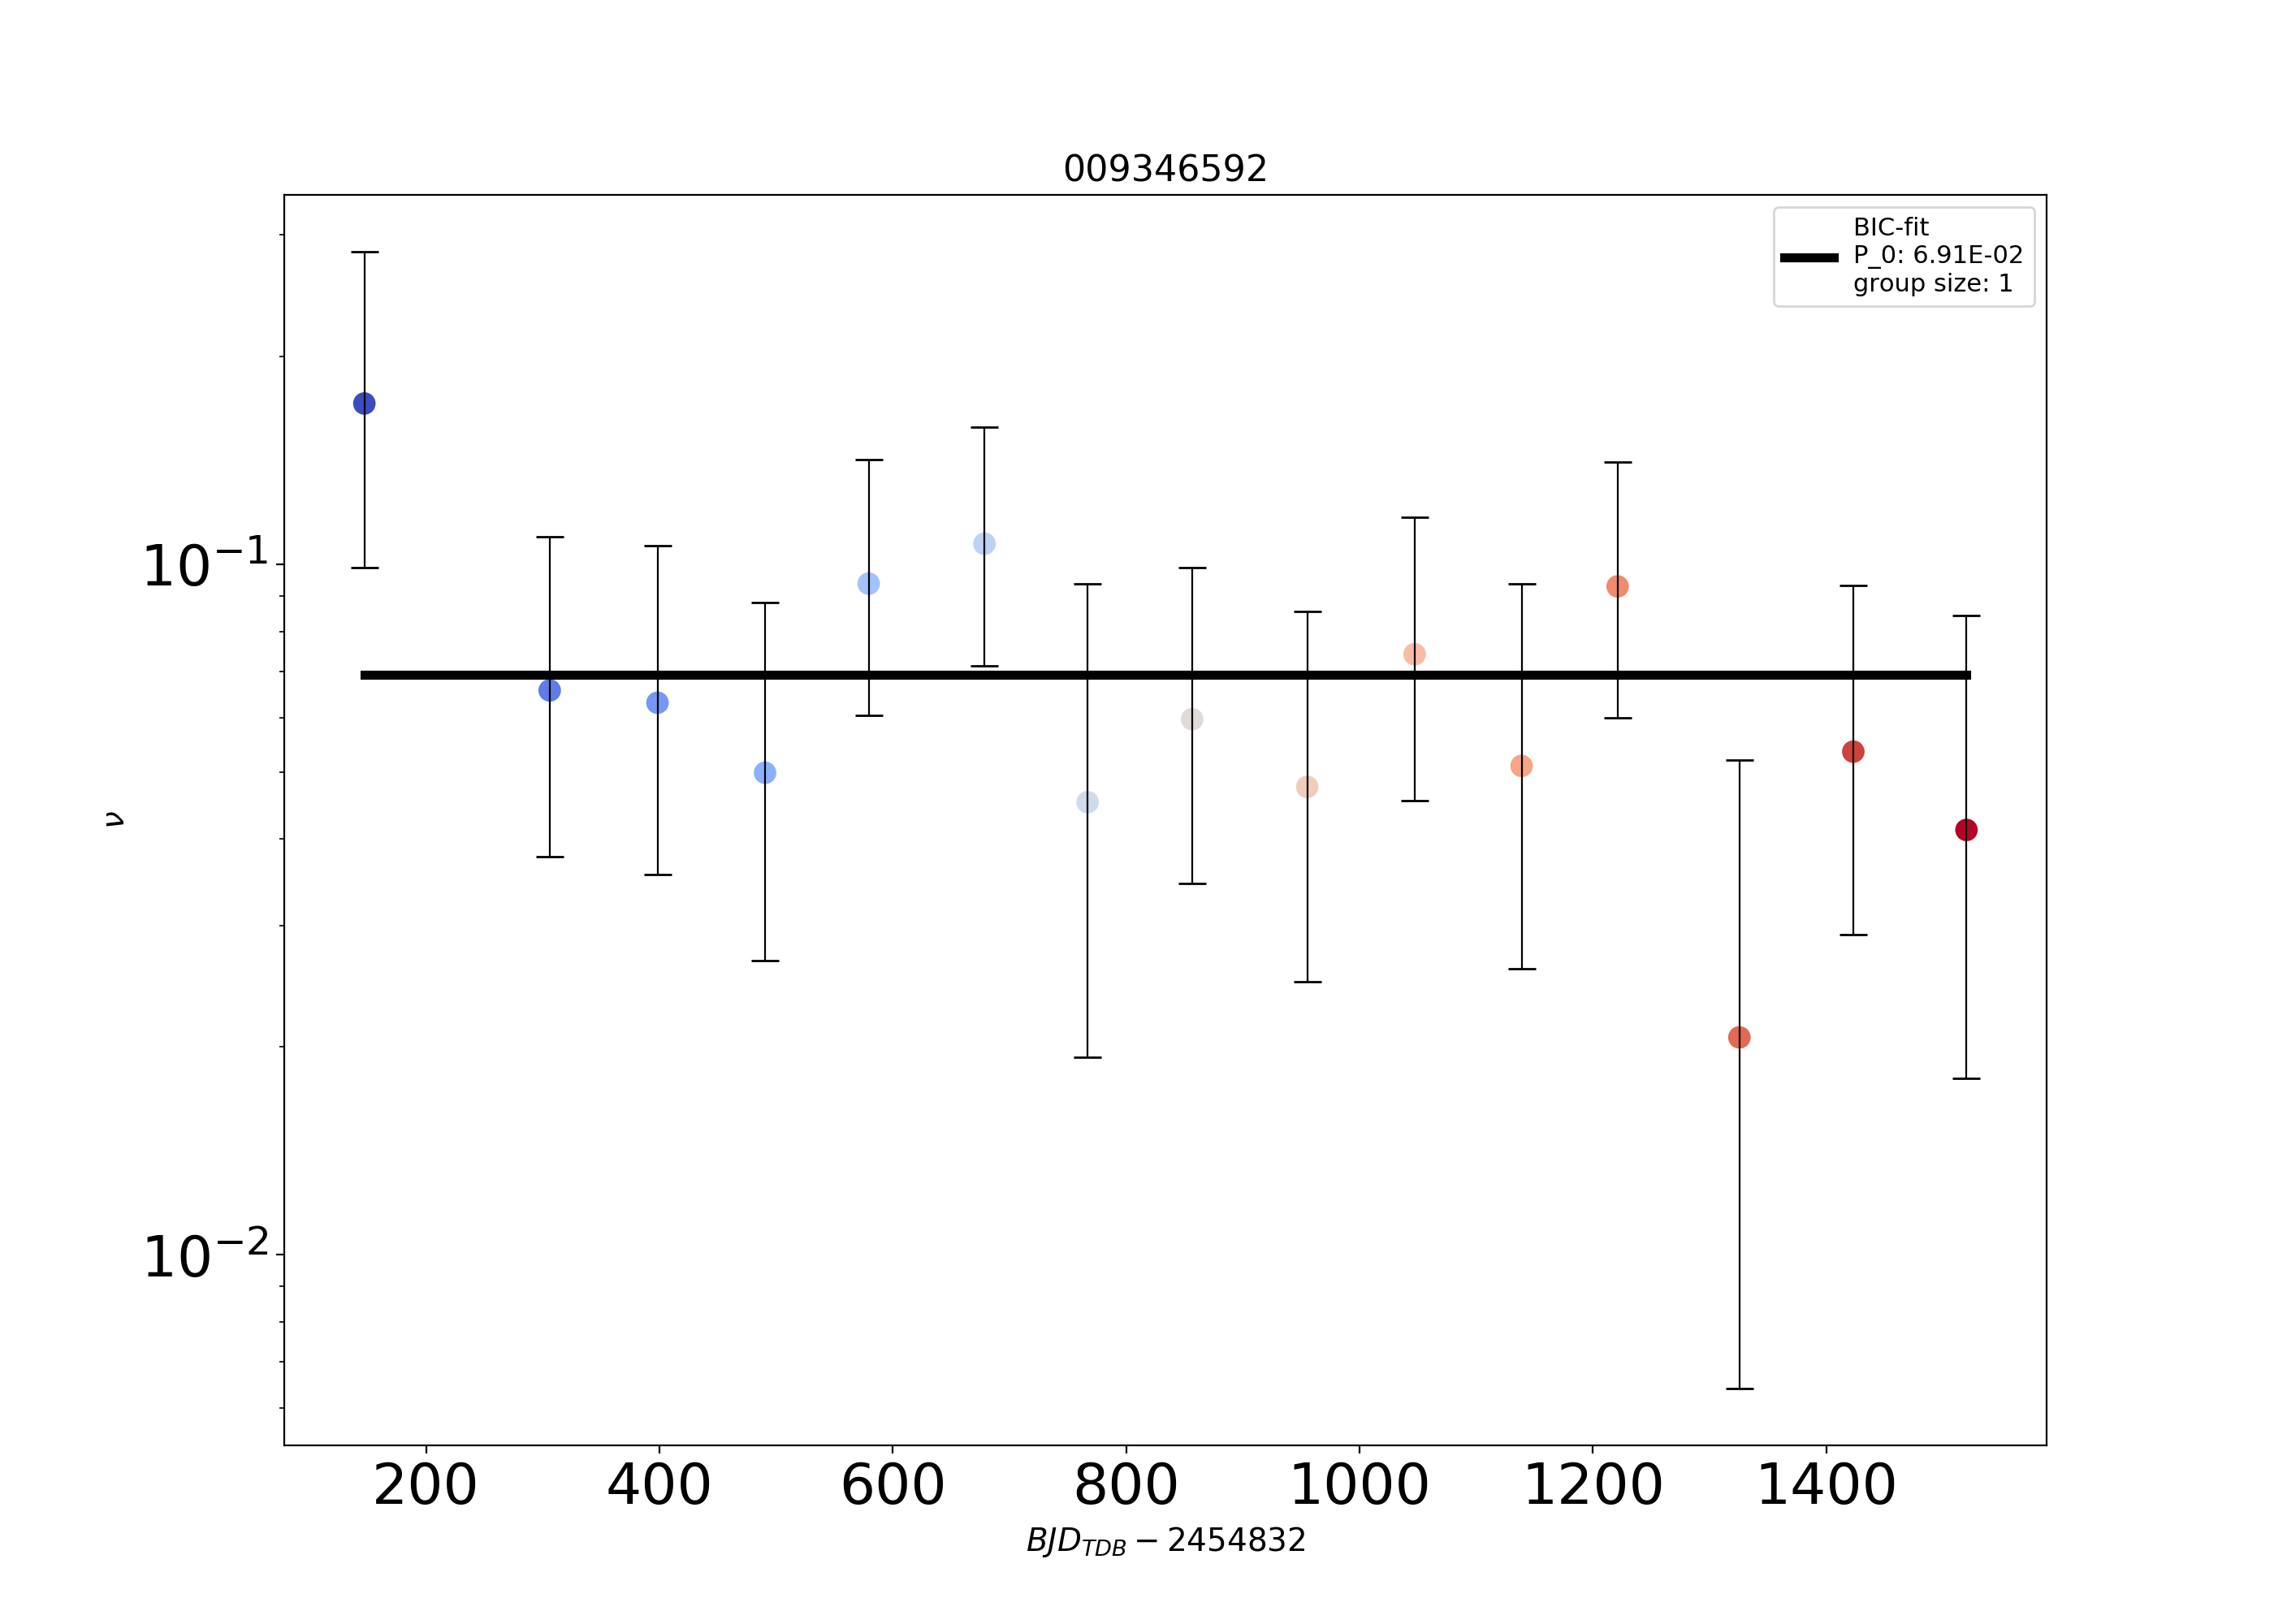 009346592
BIC-fit
P_0: 6.91E-02
group size: 1
10⁻¹
10⁻²
ν
200 400 600 800 1000 1200 1400
BJD_TDB − 2454832